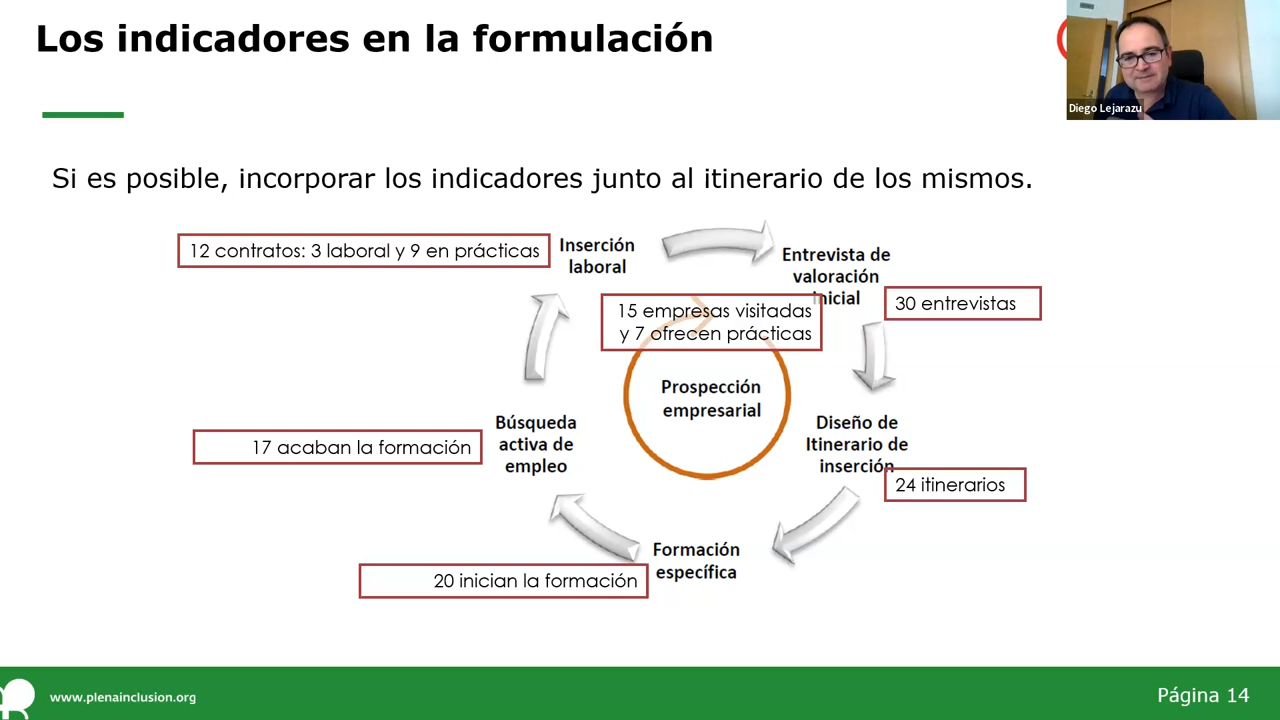 Los indicadores en la formulación
Diego Lejarazu
Si es posible, incorporar los indicadores junto al itinerario de los mismos.
12 contratos: 3 laboral y 9 en prácticas
Inserción
laboral
Entrevista de
valoración
inicial
30 entrevistas
15 empresas visitadas
y 7 ofrecen prácticas
Prospección
empresarial
Búsqueda
activa de
empleo
17 acaban la formación
Diseño de
Itinerario de
inserción
24 itinerarios
Formación
específica
20 inician la formación
www.plenainclusion.org
Página 14